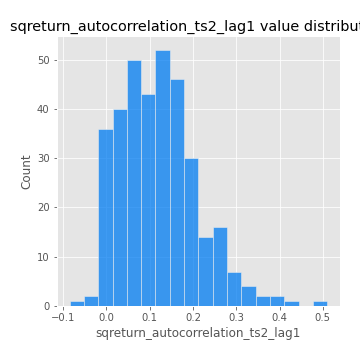 sqreturn_autocorrelation_ts2_lag1 value distribut
50
40
30
20
10
0
Count
−0.1 0.0 0.1 0.2 0.3 0.4 0.5
sqreturn_autocorrelation_ts2_lag1